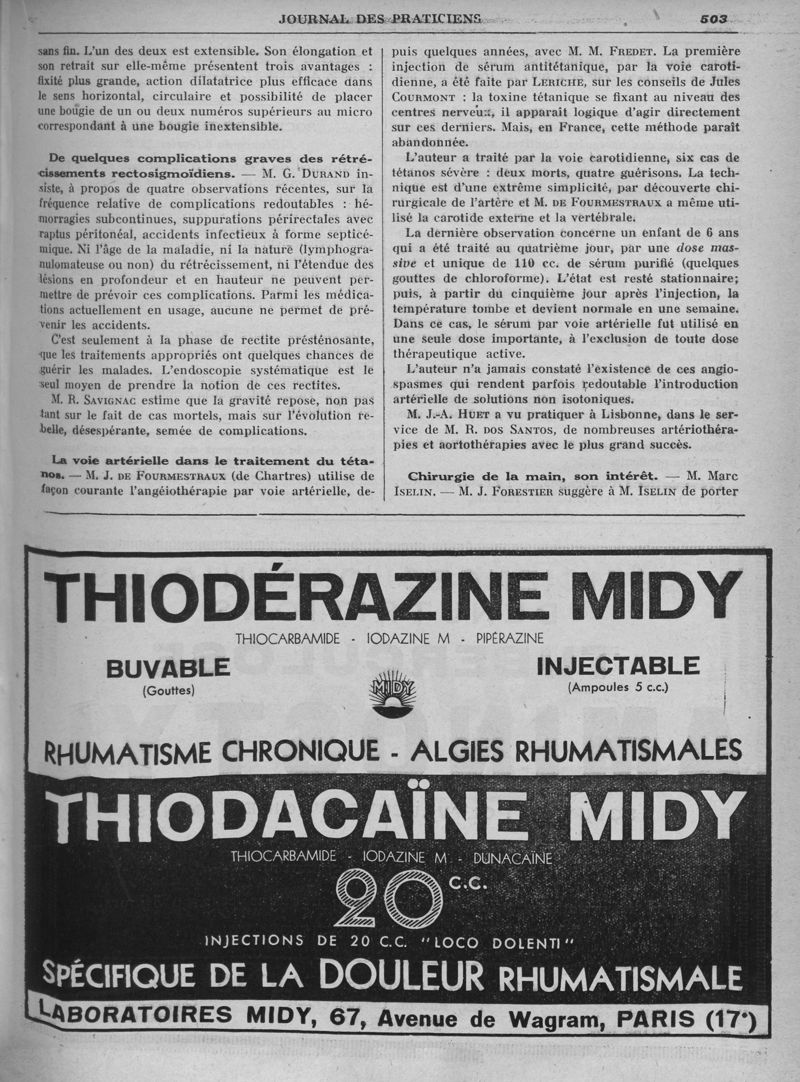 JOURNAL DES PRATICIENS
503
sans fin. L'un des deux est extensible. Son élongation et
son retrait sur elle-même présentent trois avantages :
fixité plus grande, action dilatatrice plus efficace dans
le sens horizontal, circulaire et possibilité de placer
une bougie de un ou deux numéros supérieurs au micro
correspondant à une bougie inextensible.
De quelques complications graves des rétré-
cissements rectosigmoïdiens. — M. G. DURAND in-
siste, à propos de quatre observations récentes, sur la
fréquence relative de complications redoutables : hé-
morragies subcontinues, suppurations périrectales avec
raptus péritonéal, accidents infectieux à forme septicé-
mique. Ni l'âge de la maladie, ni la nature (lymphogra-
nulomateuse ou non) du rétrécissement, ni l'étendue des
lésions en profondeur et en hauteur ne peuvent per-
mettre de prévoir ces complications. Parmi les médica-
tions actuellement en usage, aucune ne permet de pré-
venir les accidents.
C'est seulement à la phase de rectite présténosante,
que les traitements appropriés ont quelques chances de
guérir les malades. L'endoscopie systématique est le
seul moyen de prendre la notion de ces rectites.
M. R. SAVIGNAC estime que la gravité repose, non pas
tant sur le fait de cas mortels, mais sur l'évolution re-
belle, désespérante, semée de complications.
La voie artérielle dans le traitement du téta-
nos. — M. J. DE FOURMESTRAUX (de Chartres) utilise de
façon courante l'angéiothérapie par voie artérielle, de-
puis quelques années, avec M. M. FREDET. La première
injection de sérum antitétanique, par la voie caroti-
dienne, a été faite par LERICHE, sur les conseils de Jules
COURMONT : la toxine tétanique se fixant au niveau des
centres nerveux, il apparaît logique d'agir directement
sur ces derniers. Mais, en France, cette méthode paraît
abandonnée.
L'auteur a traité par la voie carotidienne, six cas de
tétanos sévère : deux morts, quatre guérisons. La tech-
nique est d'une extrême simplicité, par découverte chi-
rurgicale de l'artère et M. DE FOURMESTRAUX a même uti-
lisé la carotide externe et la vertébrale.
La dernière observation concerne un enfant de 6 ans
qui a été traité au quatrième jour, par une dose mas-
sive et unique de 110 cc. de sérum purifié (quelques
gouttes de chloroforme). L'état est resté stationnaire;
puis, à partir du cinquième jour après l'injection, la
température tombe et devient normale en une semaine.
Dans ce cas, le sérum par voie artérielle fut utilisé en
une seule dose importante, à l'exclusion de toute dose
thérapeutique active.
L'auteur n'a jamais constaté l'existence de ces angio-
spasmes qui rendent parfois redoutable l'introduction
artérielle de solutions non isotoniques.
M. J.-A. HUET a vu pratiquer à Lisbonne, dans le ser-
vice de M. R. DOS SANTOS, de nombreuses artériothéra-
pies et aortothérapies avec le plus grand succès.
Chirurgie de la main, son intérêt. — M. Marc
ISELIN. — M. J. FORESTIER suggère à M. ISELIN de porter
THIODÉRAZINE MIDY
THIOCARBAMIDE - IODAZINE M - PIPÉRAZINE
BUVABLE
(Gouttes)
MIDY
INJECTABLE
(Ampoules 5 c.c.)
RHUMATISME CHRONIQUE - ALGIES RHUMATISMALES
THIODACAÏNE MIDY
THIOCARBAMIDE - IODAZINE M - DUNACAINE
20 C.C.
INJECTIONS DE 20 C.C. "LOCO DOLENTI"
SPÉCIFIQUE DE LA DOULEUR RHUMATISMALE
LABORATOIRES MIDY, 67, Avenue de Wagram, PARIS (17e)